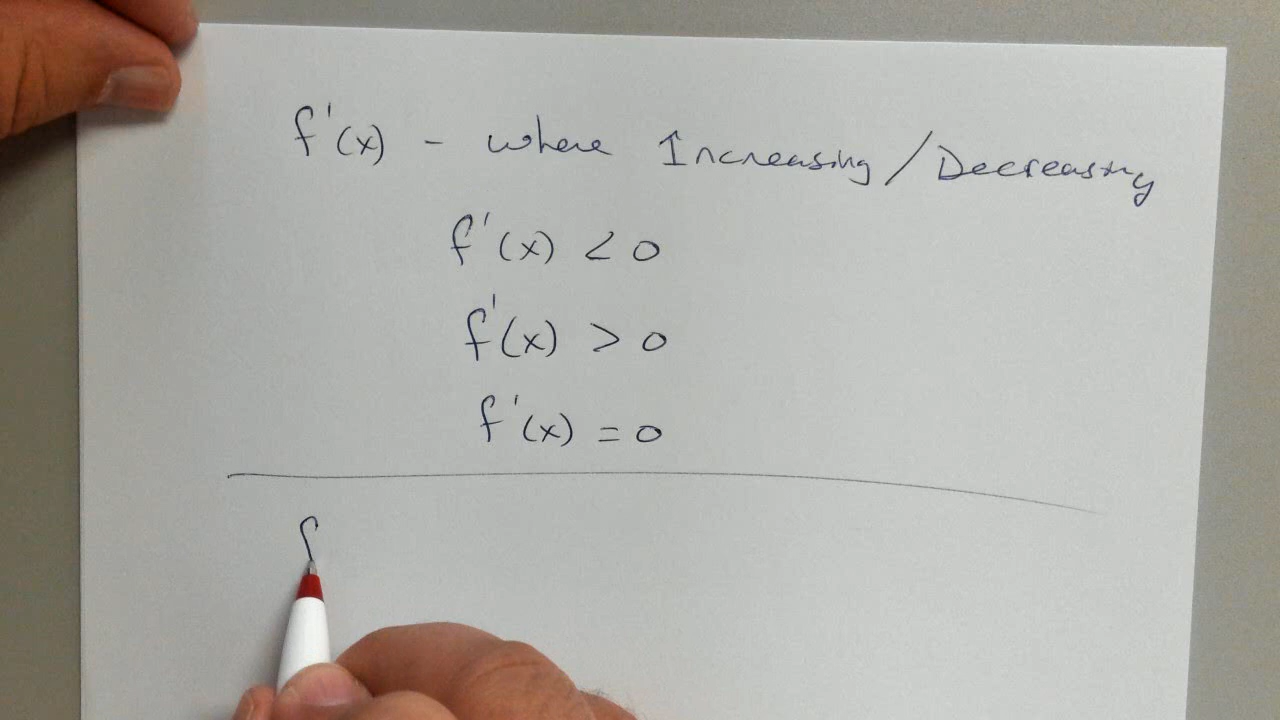 f'(x) - where Increasing/Decreasing
f'(x) < 0
f'(x) > 0
f'(x) = 0
f